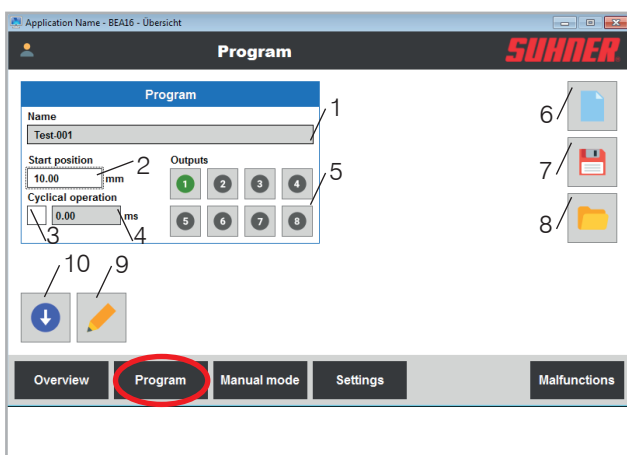 Application Name - BEA16 - Übersicht
Program
SUHNER
Program
Name
Test-001
1
Start position
10.00
mm
2
Outputs
1 2 3 4
5 6 7 8
5
Cyclical operation
0.00
ms
3
4
6
7
8
10
9
Overview
Program
Manual mode
Settings
Malfunctions